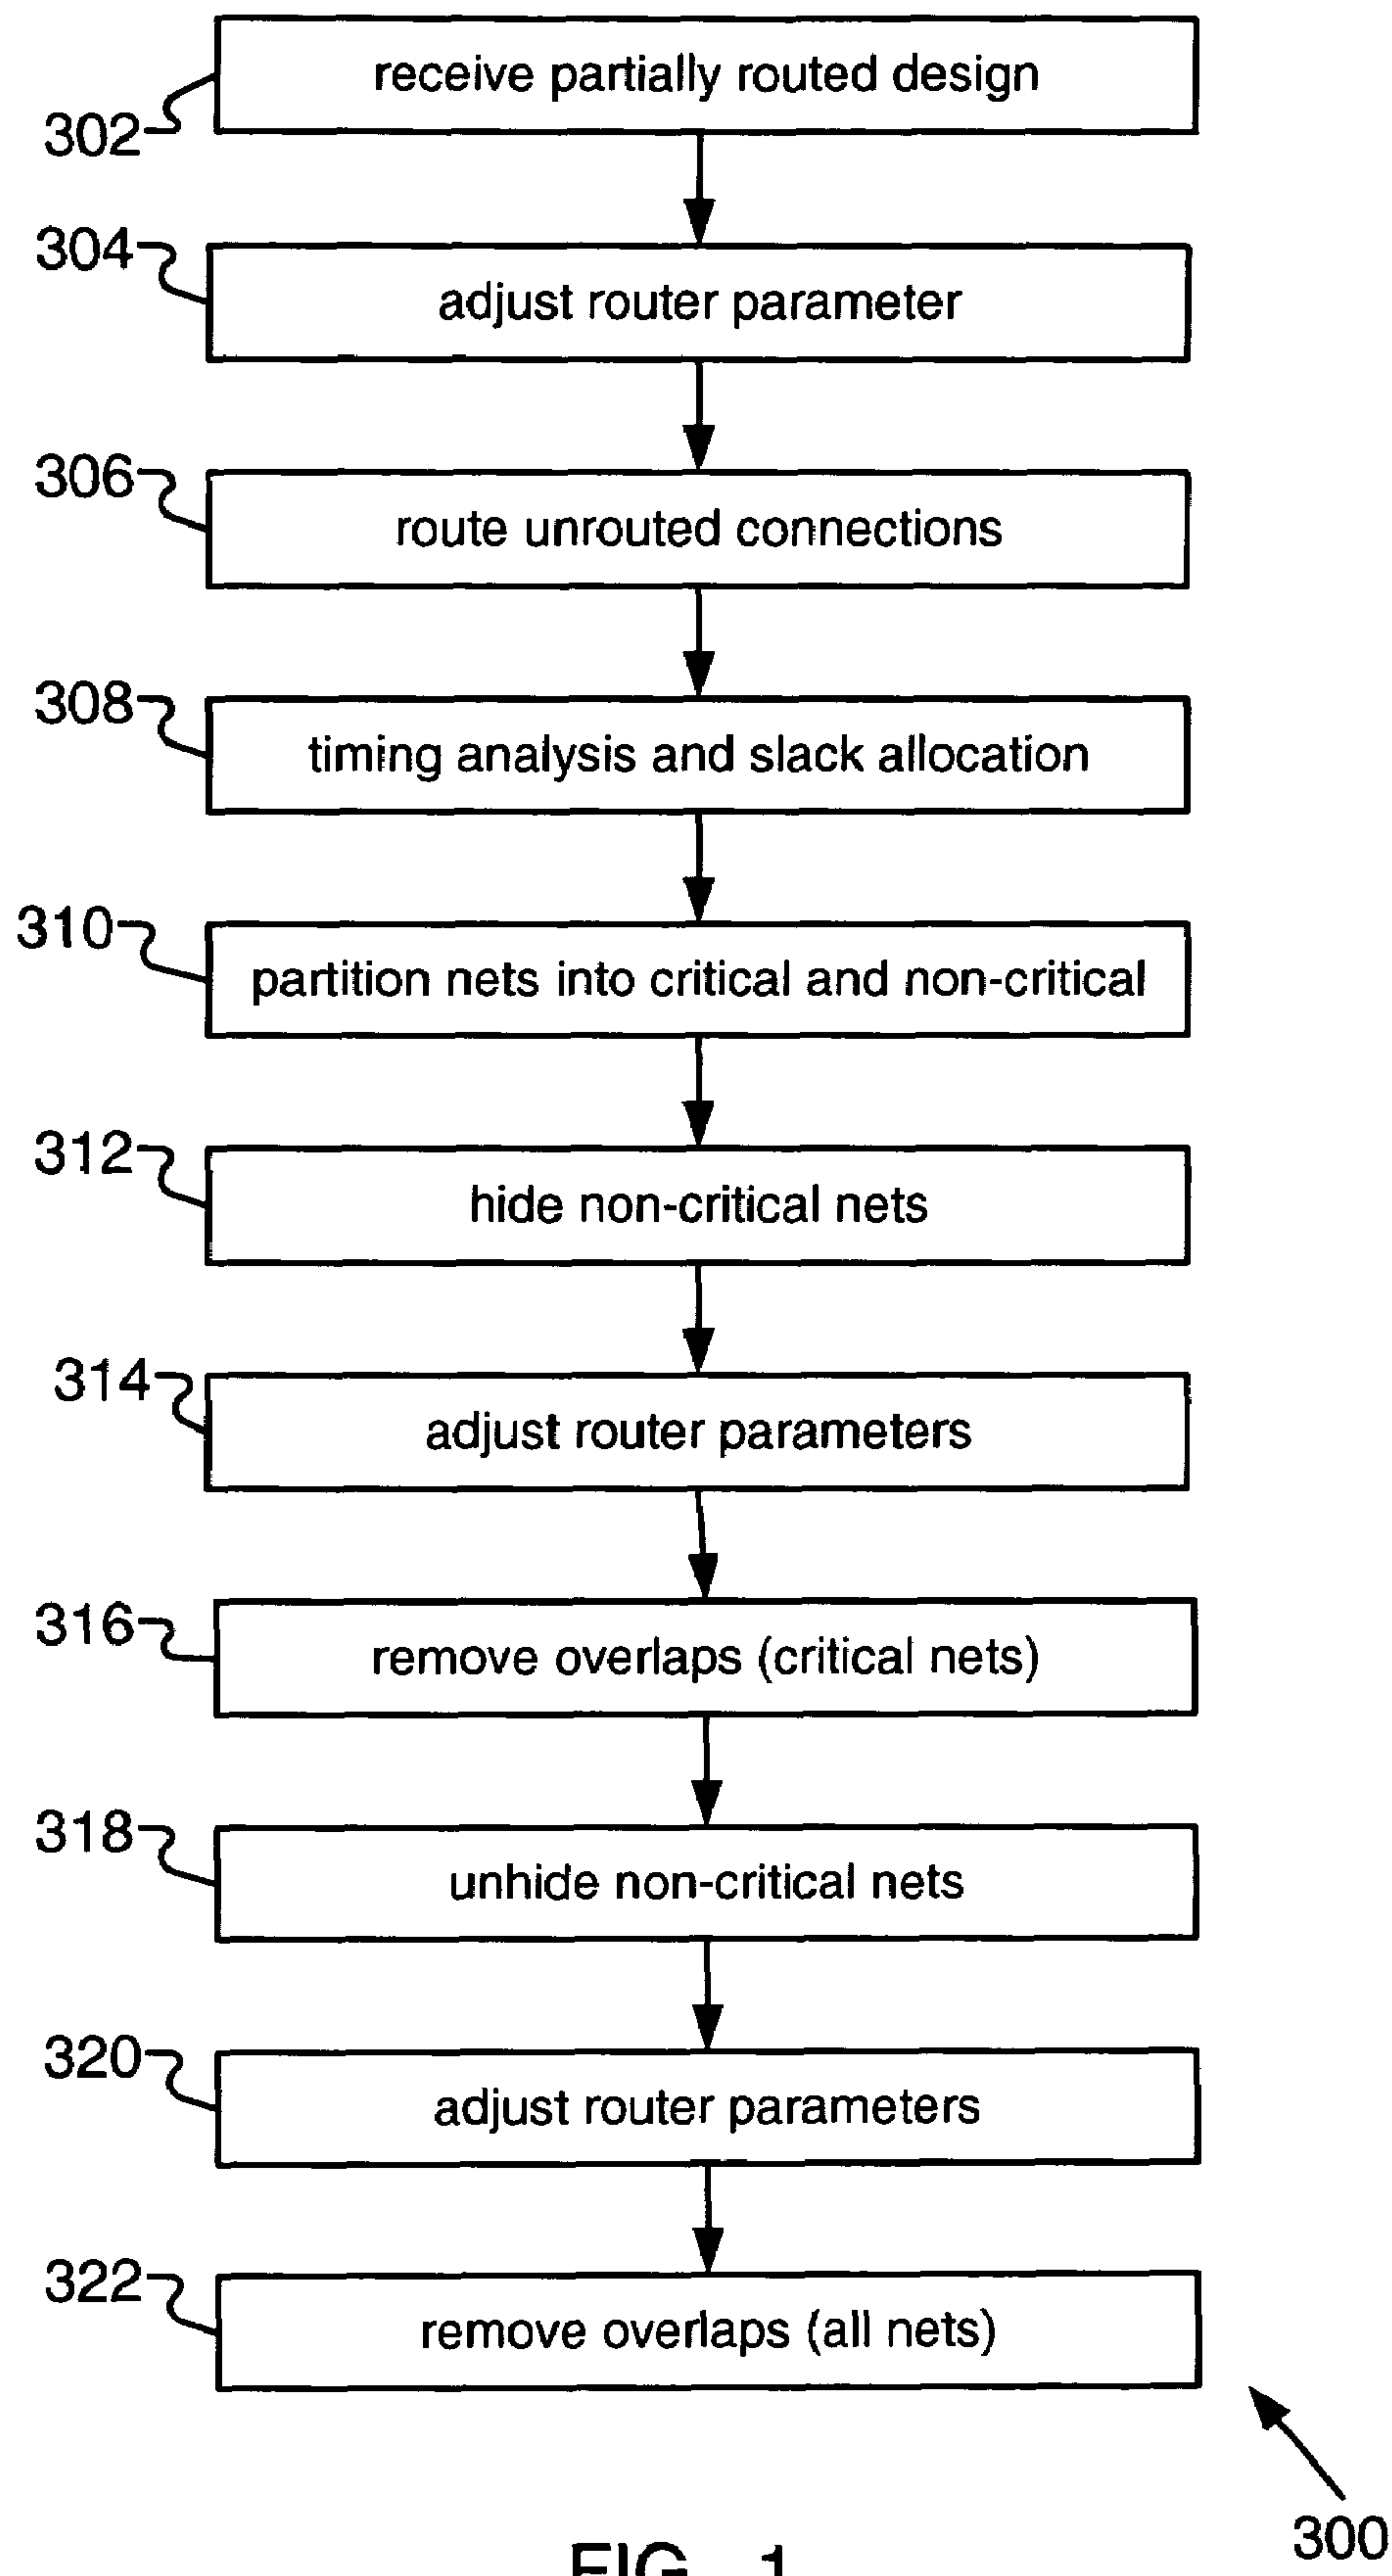 receive partially routed design
302
304
adjust router parameter
306
route unrouted connections
308
timing analysis and slack allocation
310
partition nets into critical and non-critical
312
hide non-critical nets
314
adjust router parameters
316
remove overlaps (critical nets)
318
unhide non-critical nets
320
adjust router parameters
322
remove overlaps (all nets)
300
FIG. 1